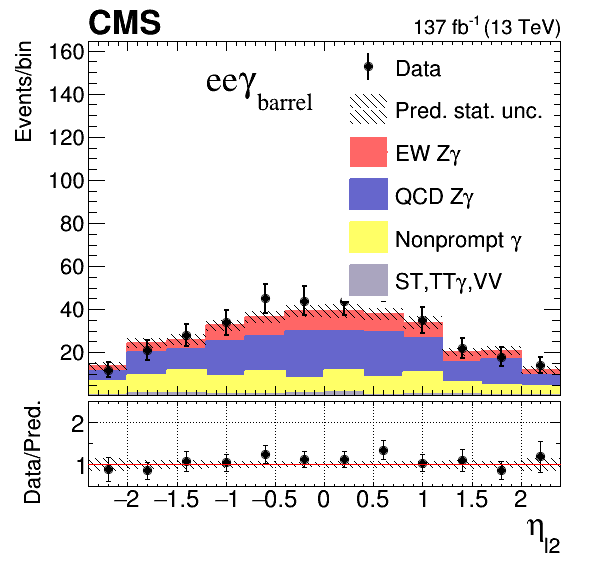 CMS 137 fb⁻¹ (13 TeV)
Events/bin
160
140
120
100
80
60
40
20
eeγ_barrel
Data
Pred. stat. unc.
EW Zγ
QCD Zγ
Nonprompt γ
ST,TTγ,VV
Data/Pred.
2
1
−2 −1.5 −1 −0.5 0 0.5 1 1.5 2
η_l2